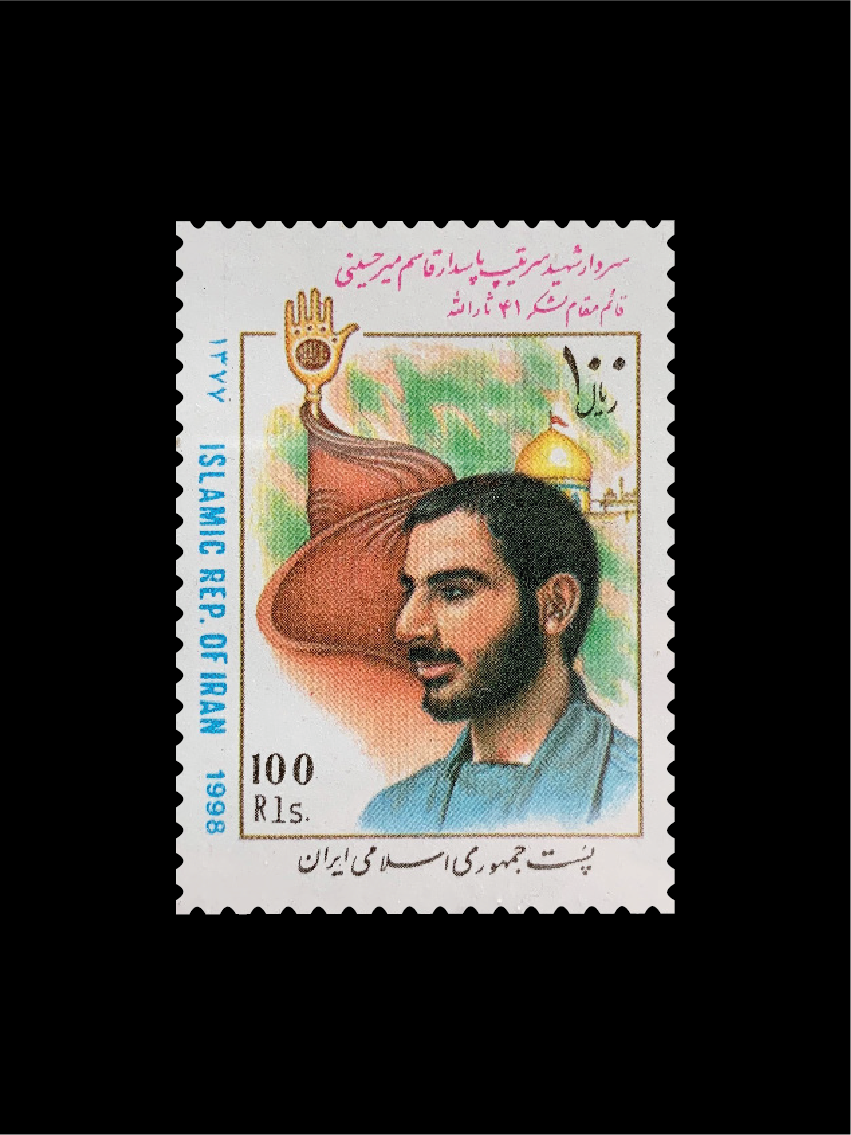 سردار شهید سرتیپ پاسدار قاسم میرحسینی
قائم مقام لشکر ۴۱ ثارالله
۱۰۰
ریال
۱۳۷۷ ISLAMIC REP. OF IRAN 1998
100
Rls.
پست جمهوری اسلامی ایران